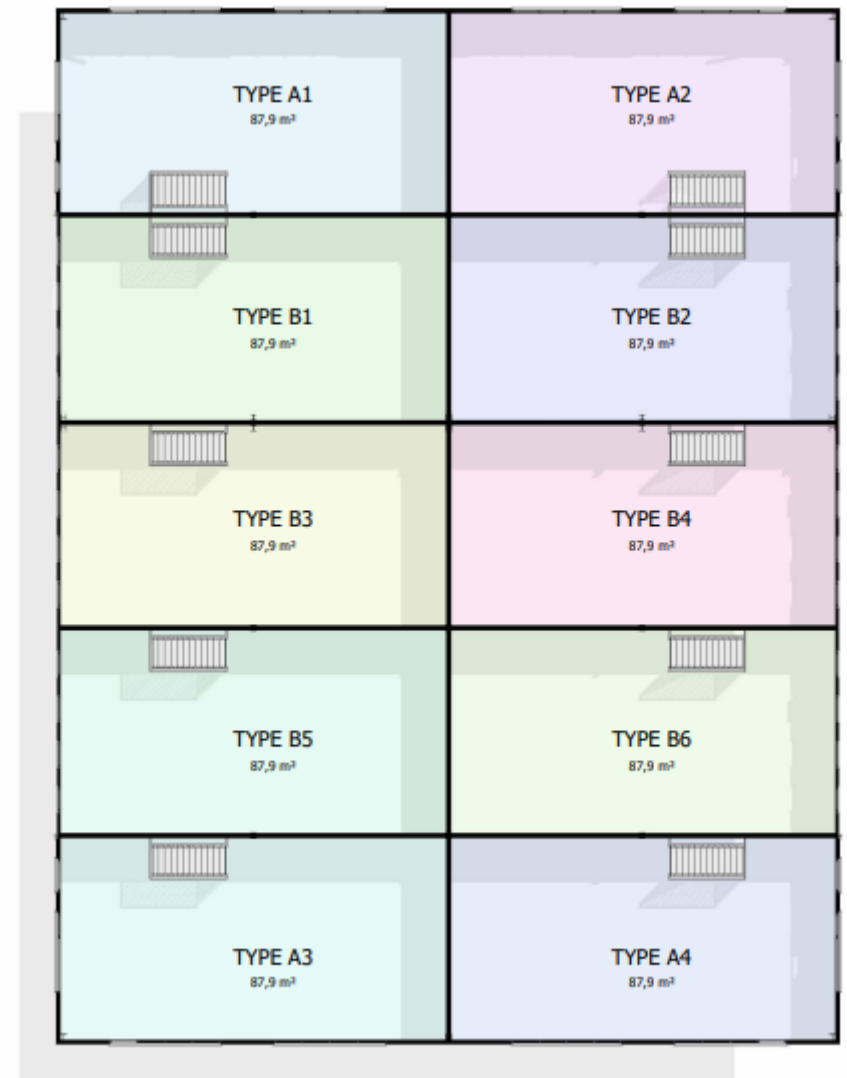 TYPE A1
87,9 m²
TYPE A2
87,9 m²
TYPE B1
87,9 m²
TYPE B2
87,9 m²
TYPE B3
87,9 m²
TYPE B4
87,9 m²
TYPE B5
87,9 m²
TYPE B6
87,9 m²
TYPE A3
87,9 m²
TYPE A4
87,9 m²